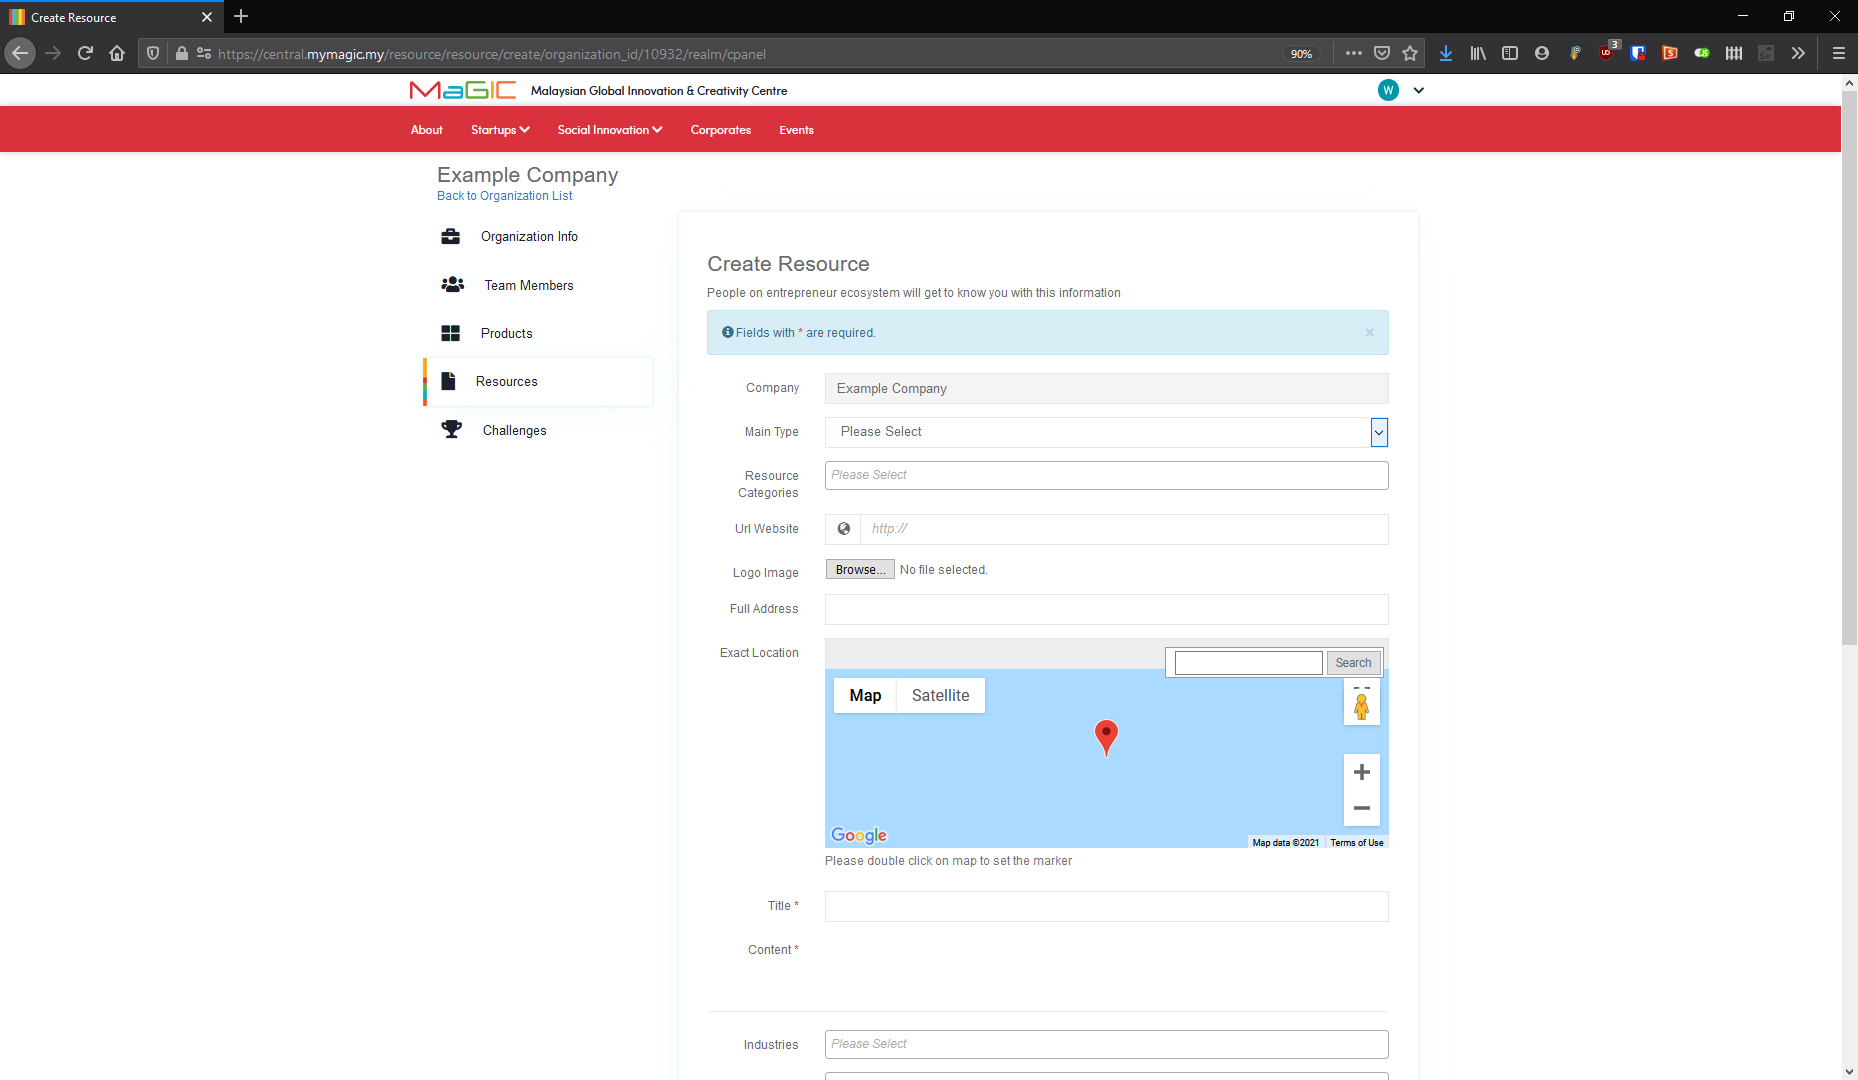 Create Resource
https://central.mymagic.my/resource/resource/create/organization_id/10932/realm/cpanel
90%
3
MaGIC
Malaysian Global Innovation & Creativity Centre
W
About
Startups
Social Innovation
Corporates
Events
Example Company
Back to Organization List
Organization Info
Team Members
Products
Resources
Challenges
Create Resource
People on entrepreneur ecosystem will get to know you with this information
Fields with * are required.
×
Company
Example Company
Main Type
Please Select
Resource
Categories
Please Select
Url Website
http://
Logo Image
Browse...
No file selected.
Full Address
Exact Location
Search
Map
Satellite
Google
Map data ©2021
Terms of Use
Please double click on map to set the marker
Title *
Content *
Industries
Please Select